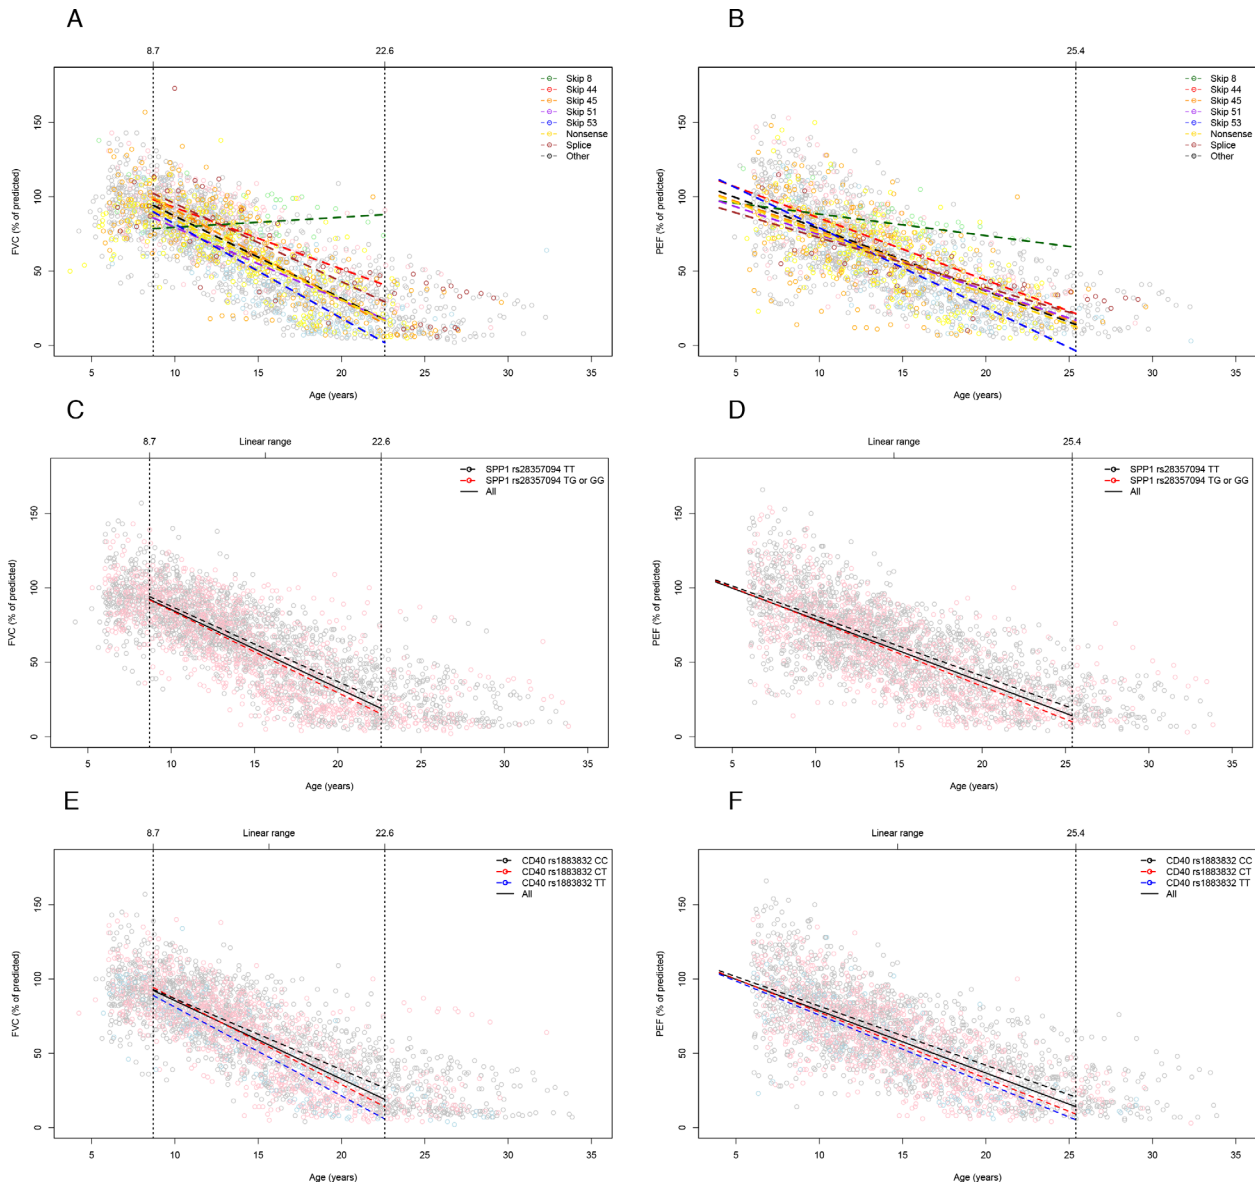 A
8.7 22.6
Skip 8
Skip 44
Skip 45
Skip 51
Skip 53
Nonsense
Splice
Other
FVC (% of predicted)
150
100
50
0
5 10 15 20 25 30 35
Age (years)
B
25.4
Skip 8
Skip 44
Skip 45
Skip 51
Skip 53
Nonsense
Splice
Other
PEF (% of predicted)
150
100
50
0
5 10 15 20 25 30 35
Age (years)
C
8.7 Linear range 22.6
SPP1 rs28357094 TT
SPP1 rs28357094 TG or GG
All
FVC (% of predicted)
150
100
50
0
5 10 15 20 25 30 35
Age (years)
D
Linear range 25.4
SPP1 rs28357094 TT
SPP1 rs28357094 TG or GG
All
PEF (% of predicted)
150
100
50
0
5 10 15 20 25 30 35
Age (years)
E
8.7 Linear range 22.6
CD40 rs1883832 CC
CD40 rs1883832 CT
CD40 rs1883832 TT
All
FVC (% of predicted)
150
100
50
0
5 10 15 20 25 30 35
Age (years)
F
Linear range 25.4
CD40 rs1883832 CC
CD40 rs1883832 CT
CD40 rs1883832 TT
All
PEF (% of predicted)
150
100
50
0
5 10 15 20 25 30 35
Age (years)